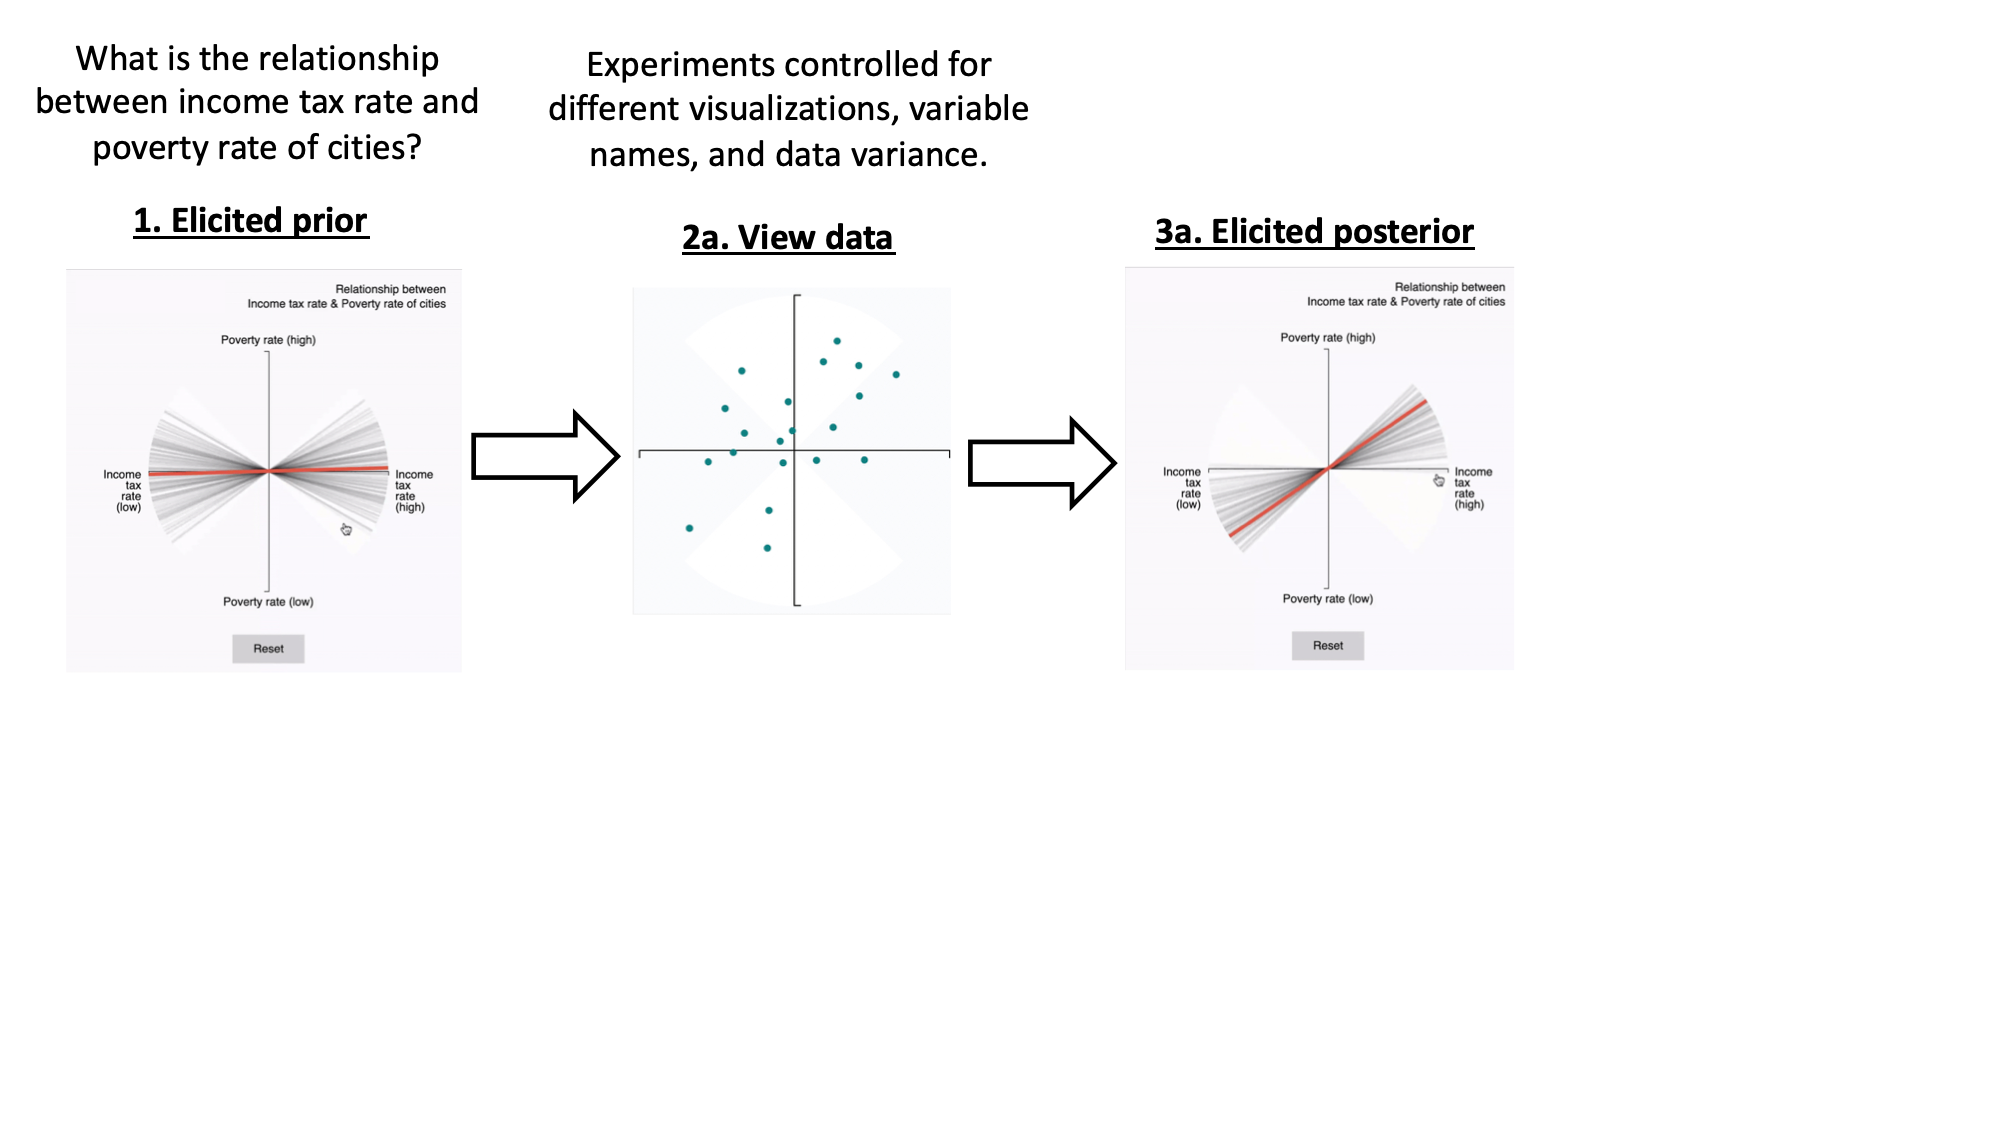 What is the relationship
between income tax rate and
poverty rate of cities?
Experiments controlled for
different visualizations, variable
names, and data variance.
1. Elicited prior
2a. View data
3a. Elicited posterior
Relationship between
Income tax rate & Poverty rate of cities
Poverty rate (high)
Income
tax
rate
(low)
Income
tax
rate
(high)
Poverty rate (low)
Reset
Relationship between
Income tax rate & Poverty rate of cities
Poverty rate (high)
Income
tax
rate
(low)
Income
tax
rate
(high)
Poverty rate (low)
Reset